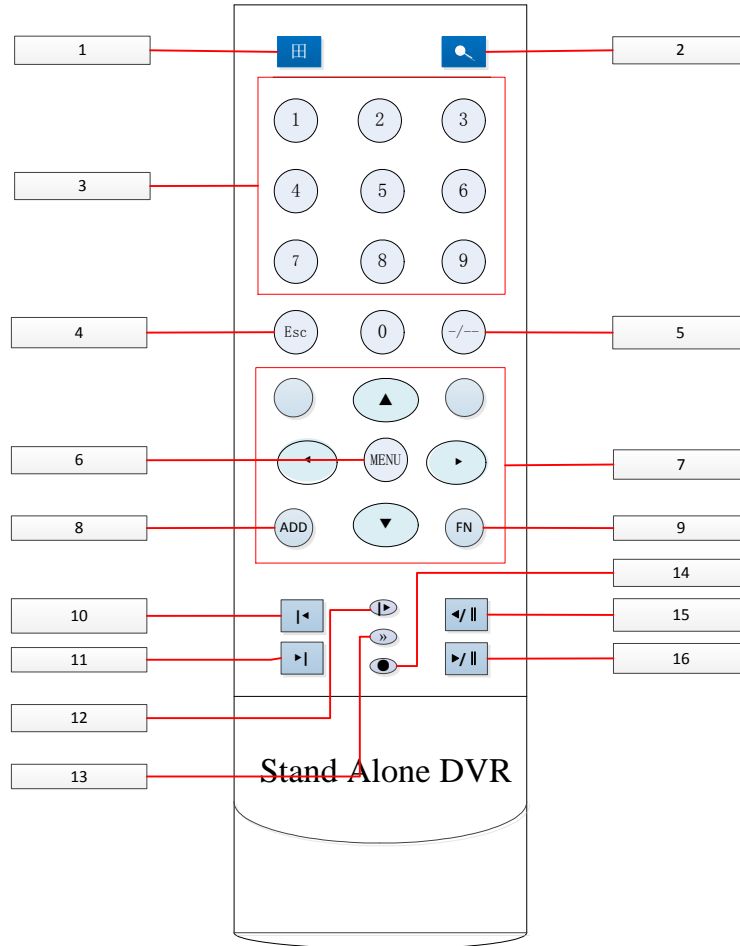 1 田 2
1 2 3
3 4 5 6
7 8 9
4 Esc 0 -/-- 5
▲
6 ◄ MENU ► 7
8 ADD ▼ FN 9
14
10 |◄ |► ◄/‖ 15
»
11 ►| ● ►/‖ 16
12
13 Stand Alone DVR